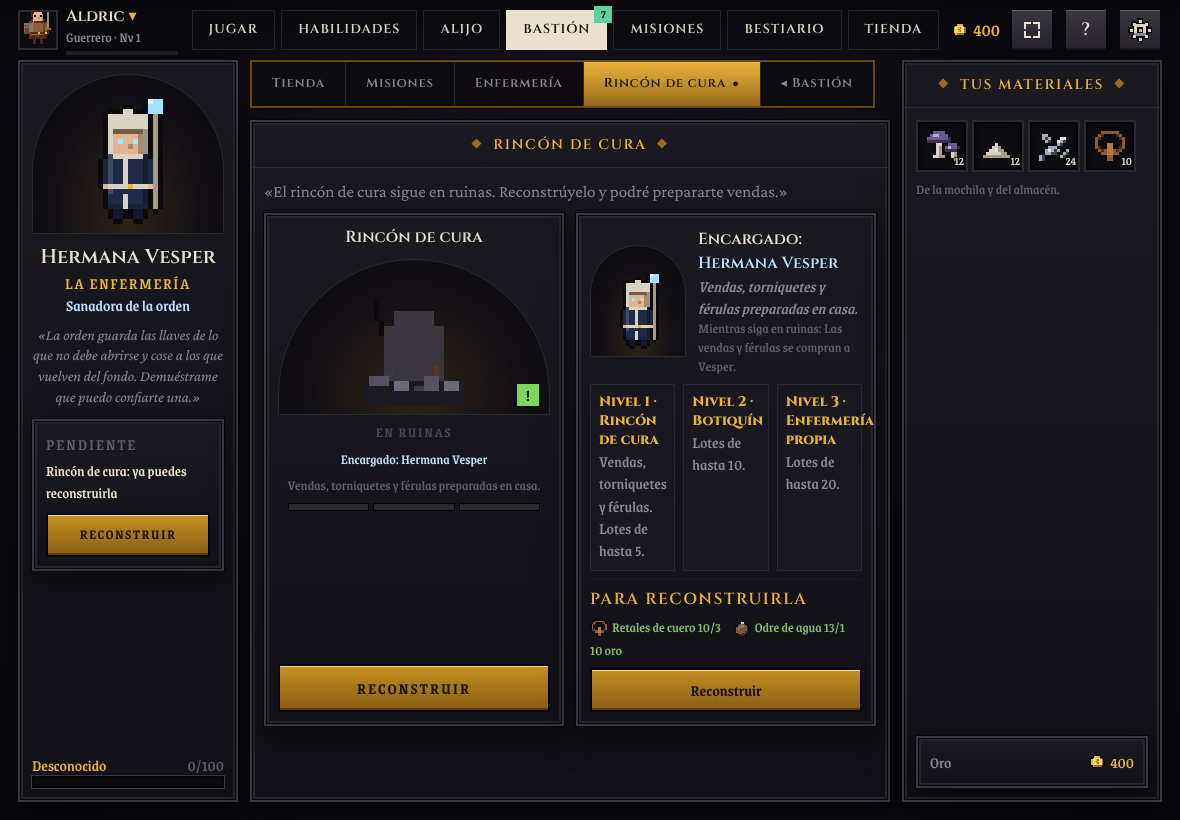 Aldric ▾
Guerrero · Nv 1
JUGAR
HABILIDADES
ALIJO
BASTIÓN
7
MISIONES
BESTIARIO
TIENDA
400
?
Hermana Vesper
LA ENFERMERÍA
Sanadora de la orden
«La orden guarda las llaves de lo
que no debe abrirse y cose a los que
vuelven del fondo. Demuéstrame
que puedo confiarte una.»
PENDIENTE
Rincón de cura: ya puedes
reconstruirla
RECONSTRUIR
Desconocido 0/100
Tienda
Misiones
Enfermería
Rincón de cura •
◂ Bastión
RINCÓN DE CURA
«El rincón de cura sigue en ruinas. Reconstrúyelo y podré prepararte vendas.»
Rincón de cura
!
EN RUINAS
Encargado: Hermana Vesper
Vendas, torniquetes y férulas preparadas en casa.
RECONSTRUIR
Encargado:
Hermana Vesper
Vendas, torniquetes y
férulas preparadas en casa.
Mientras siga en ruinas: Las
vendas y férulas se compran a
Vesper.
Nivel 1 ·
Rincón
de cura
Vendas,
torniquetes
y férulas.
Lotes de
hasta 5.
Nivel 2 ·
Botiquín
Lotes de
hasta 10.
Nivel 3 ·
Enfermería
propia
Lotes de
hasta 20.
PARA RECONSTRUIRLA
Retales de cuero 10/3 Odre de agua 13/1
10 oro
Reconstruir
TUS MATERIALES
12
12
24
10
De la mochila y del almacén.
Oro 400